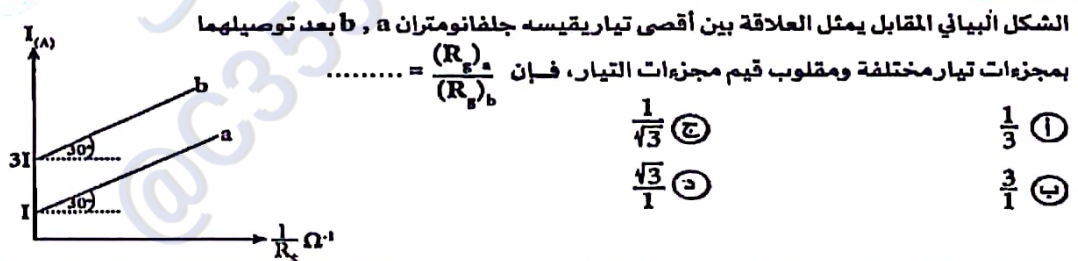 الشكل البياني المقابل يمثل العلاقة بين أقصى تيار يقيسه جلفانومتران b , a بعد توصيلهما
بمجزءات تيار مختلفة ومقلوب قيم مجزءات التيار، فإن (R_g)_a / (R_g)_b = .........
أ 1/3
ج 1/√3
ب 3/1
د √3/1
I(A)
b
30°
a
3I
30°
I
1/R_s Ω⁻¹
@C355